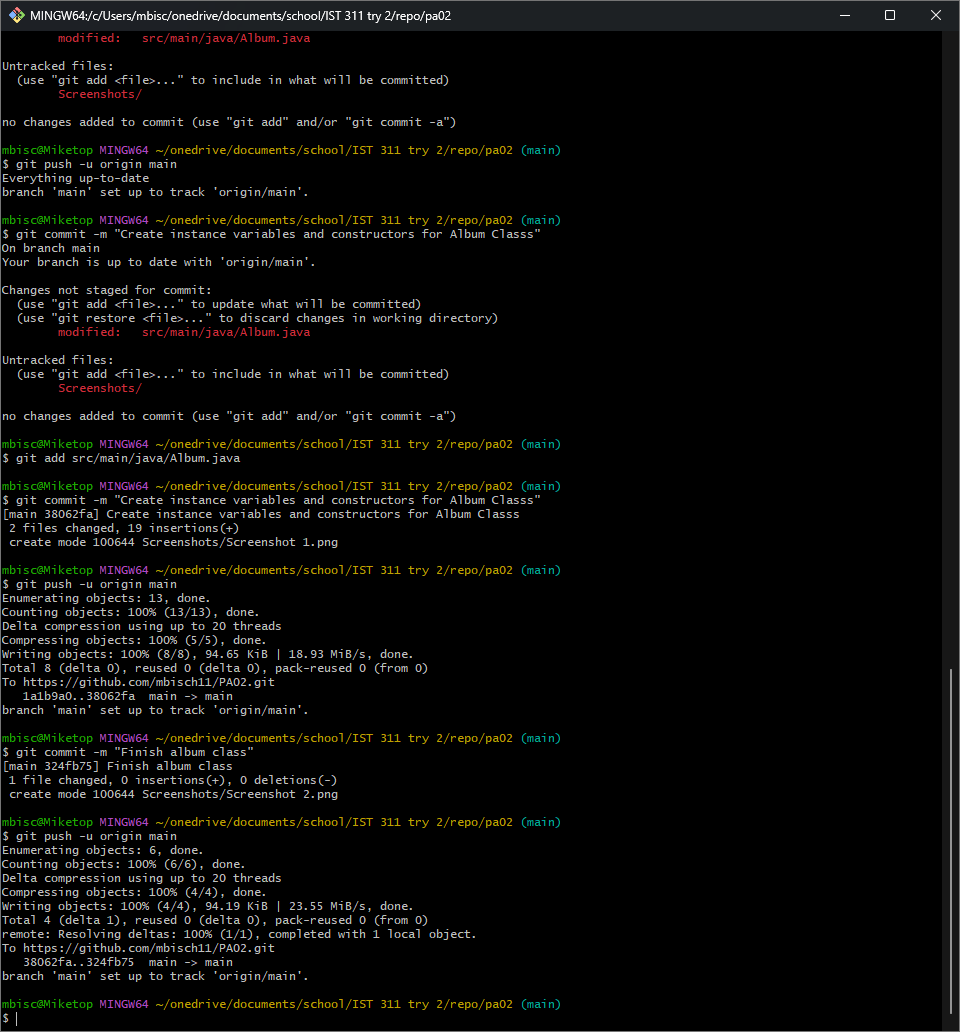 MINGW64:/c/Users/mbisc/onedrive/documents/school/IST 311 try 2/repo/pa02
        modified:   src/main/java/Album.java

Untracked files:
  (use "git add <file>..." to include in what will be committed)
        Screenshots/

no changes added to commit (use "git add" and/or "git commit -a")

mbisc@Miketop MINGW64 ~/onedrive/documents/school/IST 311 try 2/repo/pa02 (main)
$ git push -u origin main
Everything up-to-date
branch 'main' set up to track 'origin/main'.

mbisc@Miketop MINGW64 ~/onedrive/documents/school/IST 311 try 2/repo/pa02 (main)
$ git commit -m "Create instance variables and constructors for Album Classs"
On branch main
Your branch is up to date with 'origin/main'.

Changes not staged for commit:
  (use "git add <file>..." to update what will be committed)
  (use "git restore <file>..." to discard changes in working directory)
        modified:   src/main/java/Album.java

Untracked files:
  (use "git add <file>..." to include in what will be committed)
        Screenshots/

no changes added to commit (use "git add" and/or "git commit -a")

mbisc@Miketop MINGW64 ~/onedrive/documents/school/IST 311 try 2/repo/pa02 (main)
$ git add src/main/java/Album.java

mbisc@Miketop MINGW64 ~/onedrive/documents/school/IST 311 try 2/repo/pa02 (main)
$ git commit -m "Create instance variables and constructors for Album Classs"
[main 38062fa] Create instance variables and constructors for Album Classs
 2 files changed, 19 insertions(+)
 create mode 100644 Screenshots/Screenshot 1.png

mbisc@Miketop MINGW64 ~/onedrive/documents/school/IST 311 try 2/repo/pa02 (main)
$ git push -u origin main
Enumerating objects: 13, done.
Counting objects: 100% (13/13), done.
Delta compression using up to 20 threads
Compressing objects: 100% (5/5), done.
Writing objects: 100% (8/8), 94.65 KiB | 18.93 MiB/s, done.
Total 8 (delta 0), reused 0 (delta 0), pack-reused 0 (from 0)
To https://github.com/mbisch11/PA02.git
   1a1b9a0..38062fa  main -> main
branch 'main' set up to track 'origin/main'.

mbisc@Miketop MINGW64 ~/onedrive/documents/school/IST 311 try 2/repo/pa02 (main)
$ git commit -m "Finish album class"
[main 324fb75] Finish album class
 1 file changed, 0 insertions(+), 0 deletions(-)
 create mode 100644 Screenshots/Screenshot 2.png

mbisc@Miketop MINGW64 ~/onedrive/documents/school/IST 311 try 2/repo/pa02 (main)
$ git push -u origin main
Enumerating objects: 6, done.
Counting objects: 100% (6/6), done.
Delta compression using up to 20 threads
Compressing objects: 100% (4/4), done.
Writing objects: 100% (4/4), 94.19 KiB | 23.55 MiB/s, done.
Total 4 (delta 1), reused 0 (delta 0), pack-reused 0 (from 0)
remote: Resolving deltas: 100% (1/1), completed with 1 local object.
To https://github.com/mbisch11/PA02.git
   38062fa..324fb75  main -> main
branch 'main' set up to track 'origin/main'.

mbisc@Miketop MINGW64 ~/onedrive/documents/school/IST 311 try 2/repo/pa02 (main)
$